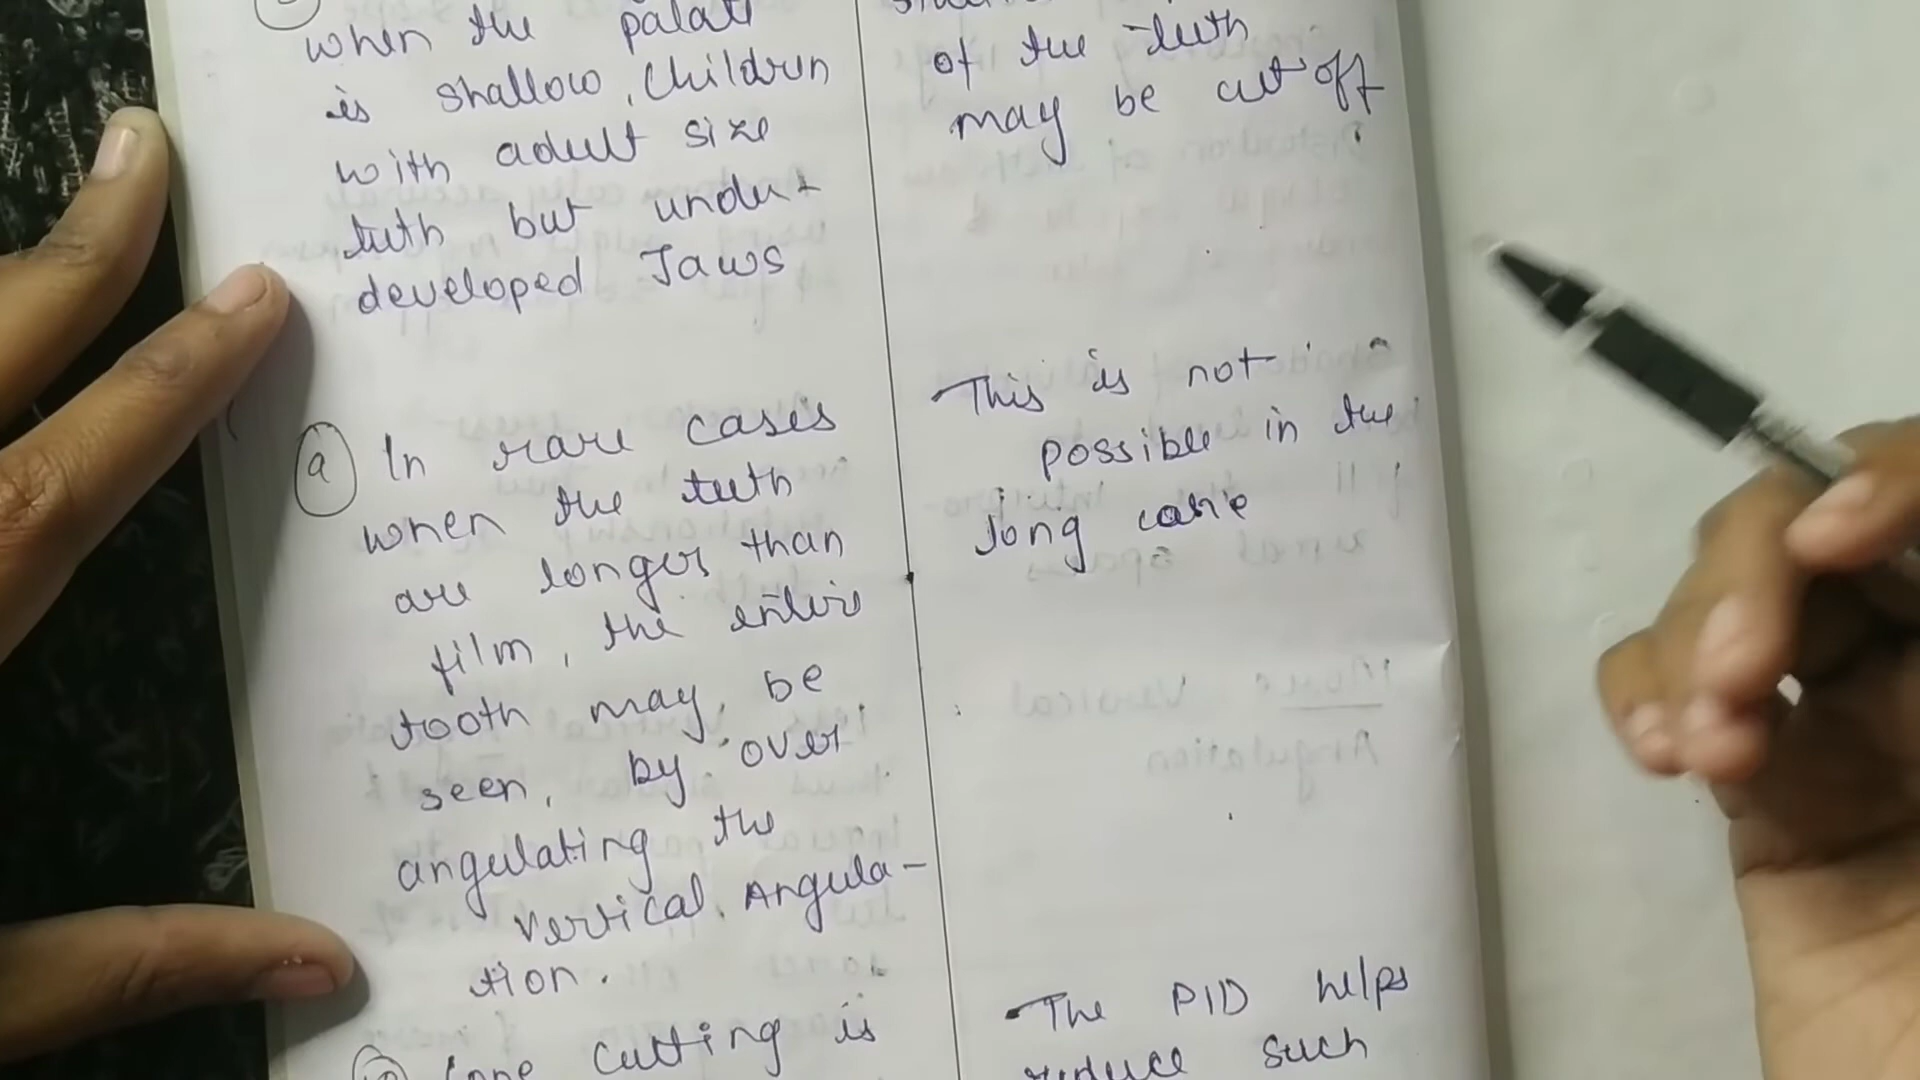 when the palate
is shallow, children
with adult size
teeth but under
developed Jaws
of the teeth
may be cut off
9 In rare cases
when the teeth
are longer than
film, the entire
tooth may be
seen, by over
angulating the
vertical Angula-
tion.
This is not
possible in the
long cone
Cone cutting is
The PID helps
reduce such